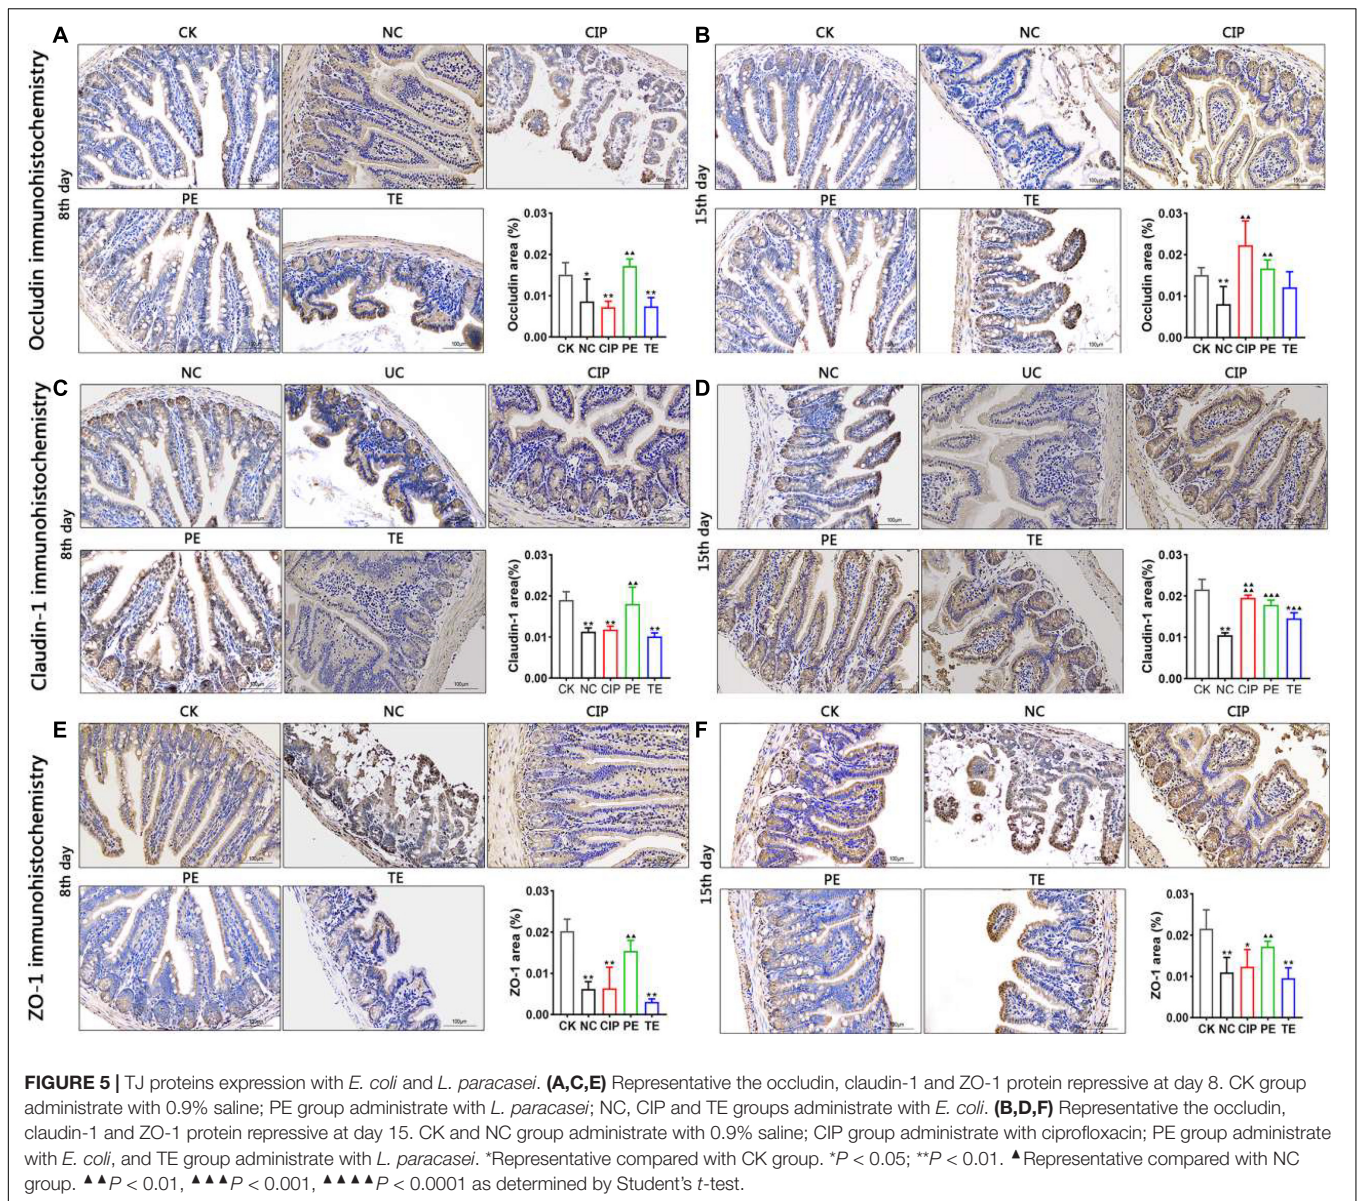 Occludin immunohistochemistry
A
8th day
CK NC CIP
PE TE
100μm
Occludin area (%)
0.03
0.02
0.01
0.00
* ** ▲▲ **
CK NC CIP PE TE
B
15th day
CK NC CIP
PE TE
100μm
Occludin area (%)
0.03
0.02
0.01
0.00
** ▲▲ ▲▲
CK NC CIP PE TE
Claudin-1 immunohistochemistry
C
8th day
NC UC CIP
PE TE
100μm
Claudin-1 area(%)
0.03
0.02
0.01
0.00
** ** ▲▲ **
CK NC CIP PE TE
D
15th day
NC UC CIP
PE TE
100μm
Claudin-1 area(%)
0.03
0.02
0.01
0.00
** ▲▲▲▲ ▲▲▲ *▲▲▲
CK NC CIP PE TE
ZO-1 immunohistochemistry
E
8th day
CK NC CIP
PE TE
100μm
ZO-1 area (%)
0.03
0.02
0.01
0.00
** ** ▲▲ **
CK NC CIP PE TE
F
15th day
CK NC CIP
PE TE
100μm
ZO-1 area (%)
0.03
0.02
0.01
0.00
** * ▲▲ **
CK NC CIP PE TE
FIGURE 5 | TJ proteins expression with E. coli and L. paracasei. (A,C,E) Representative the occludin, claudin-1 and ZO-1 protein repressive at day 8. CK group
administrate with 0.9% saline; PE group administrate with L. paracasei; NC, CIP and TE groups administrate with E. coli. (B,D,F) Representative the occludin,
claudin-1 and ZO-1 protein repressive at day 15. CK and NC group administrate with 0.9% saline; CIP group administrate with ciprofloxacin; PE group administrate
with E. coli, and TE group administrate with L. paracasei. *Representative compared with CK group. *P < 0.05; **P < 0.01. ▲Representative compared with NC
group. ▲▲P < 0.01, ▲▲▲P < 0.001, ▲▲▲▲P < 0.0001 as determined by Student's t-test.